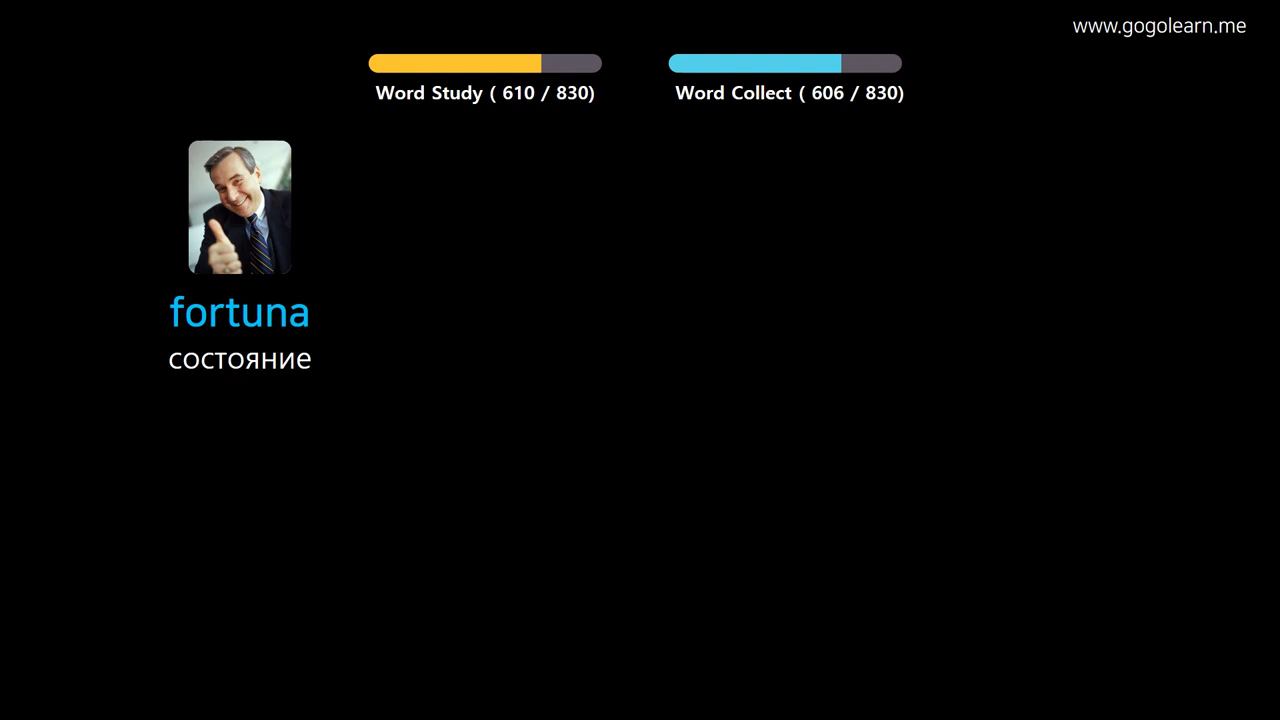 www.gogolearn.me
Word Study ( 610 / 830)
Word Collect ( 606 / 830)
fortuna
состояние